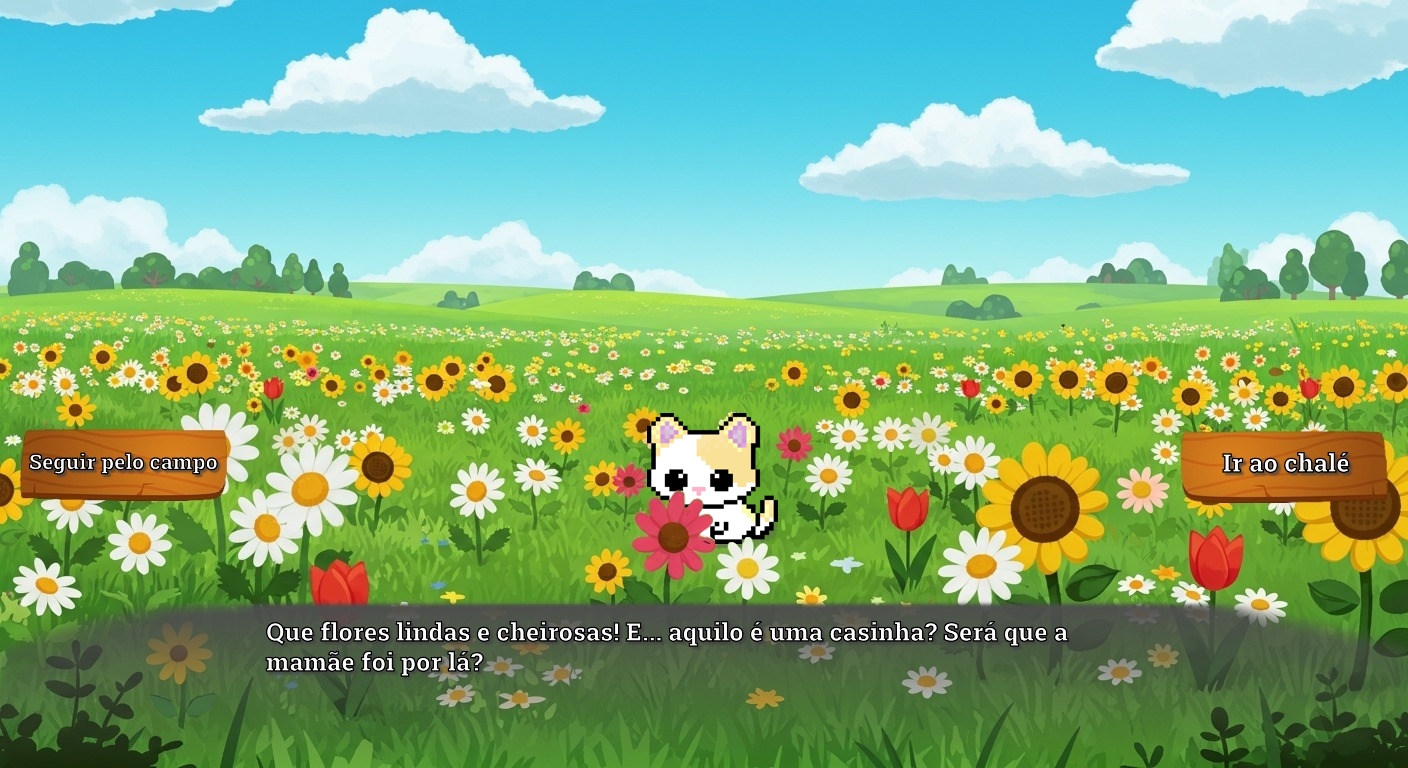 Seguir pelo campo
Ir ao chalé
Que flores lindas e cheirosas! E... aquilo é uma casinha? Será que a
mamãe foi por lá?